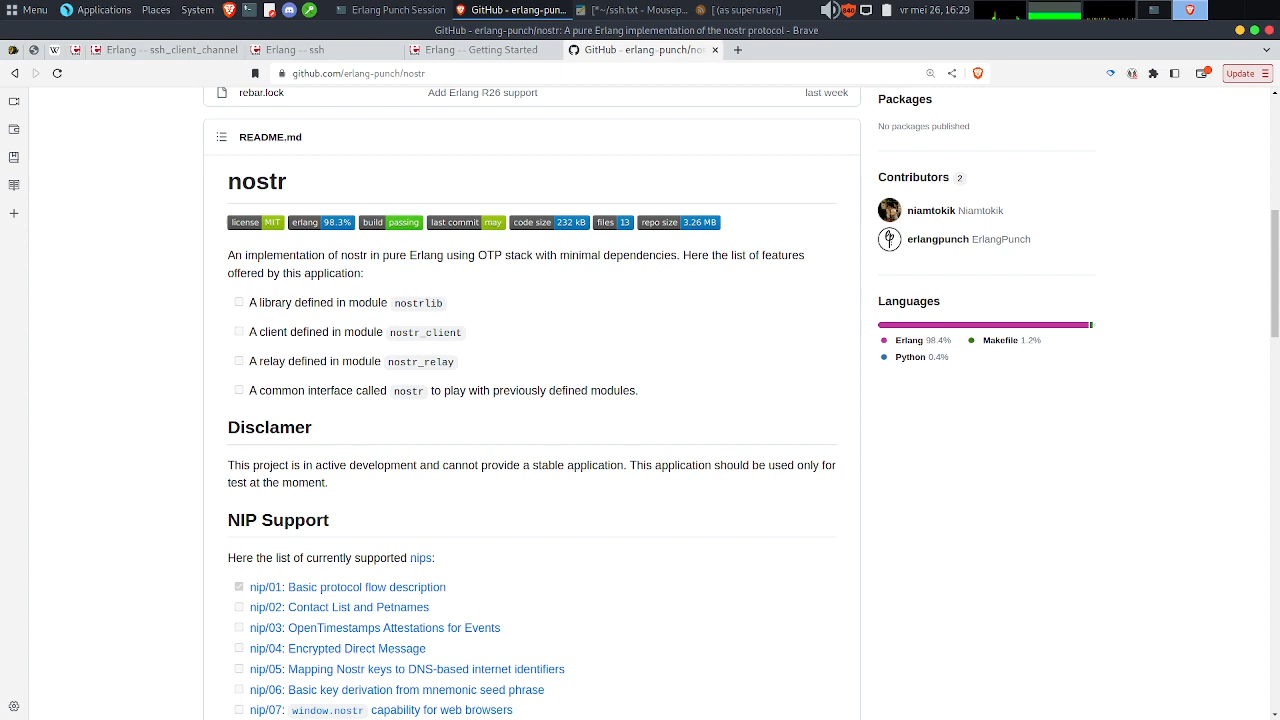 Menu Applications Places System Erlang Punch Session GitHub - erlang-pun... [*~/ssh.txt - Mousep... [(as superuser)] 640 vr mei 26, 16:29
GitHub - erlang-punch/nostr: A pure Erlang implementation of the nostr protocol - Brave
Erlang -- ssh_client_channel Erlang -- ssh Erlang -- Getting Started GitHub - erlang-punch/nos
github.com/erlang-punch/nostr Update
rebar.lock Add Erlang R26 support last week
README.md
nostr
license MIT erlang 98.3% build passing last commit may code size 232 kB files 13 repo size 3.26 MB
An implementation of nostr in pure Erlang using OTP stack with minimal dependencies. Here the list of features
offered by this application:
A library defined in module nostrlib
A client defined in module nostr_client
A relay defined in module nostr_relay
A common interface called nostr to play with previously defined modules.
Disclamer
This project is in active development and cannot provide a stable application. This application should be used only for
test at the moment.
NIP Support
Here the list of currently supported nips:
nip/01: Basic protocol flow description
nip/02: Contact List and Petnames
nip/03: OpenTimestamps Attestations for Events
nip/04: Encrypted Direct Message
nip/05: Mapping Nostr keys to DNS-based internet identifiers
nip/06: Basic key derivation from mnemonic seed phrase
nip/07: window.nostr capability for web browsers
Packages
No packages published
Contributors 2
niamtokik Niamtokik
erlangpunch ErlangPunch
Languages
Erlang 98.4% Makefile 1.2%
Python 0.4%